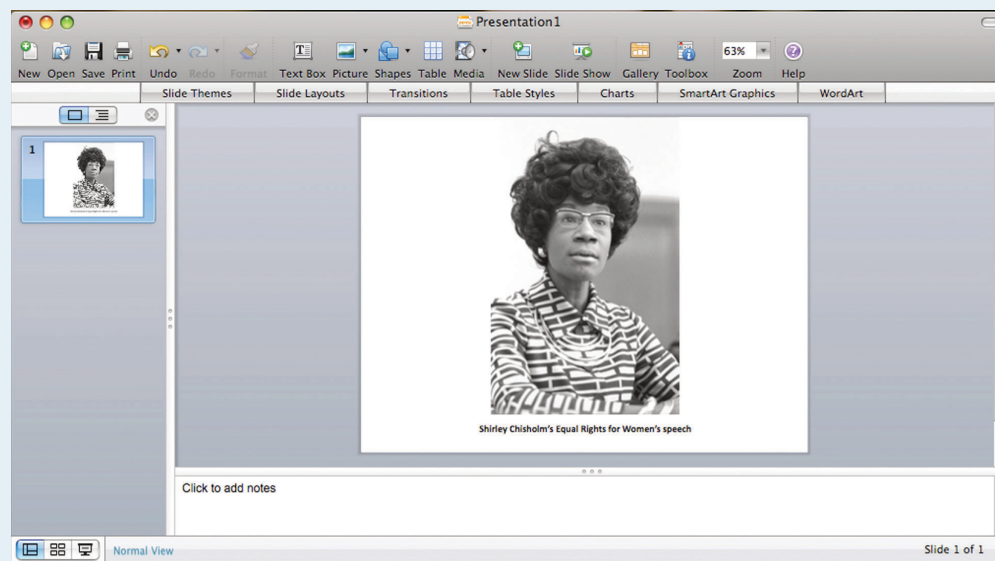 Presentation1
New Open Save Print Undo Redo Format Text Box Picture Shapes Table Media New Slide Slide Show Gallery Toolbox Zoom Help
63%
Slide Themes Slide Layouts Transitions Table Styles Charts SmartArt Graphics WordArt
1
Shirley Chisholm's Equal Rights for Women's speech
Click to add notes
Normal View
Slide 1 of 1